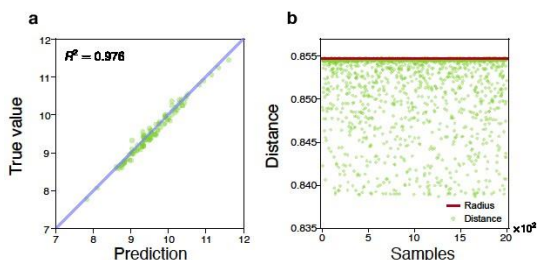 a
R² = 0.976
True value
12
11
10
9
8
7
7 8 9 10 11 12
Prediction
b
Distance
0.855
0.850
0.845
0.840
0.835
Radius
Distance
0 5 10 15 20 ×10²
Samples